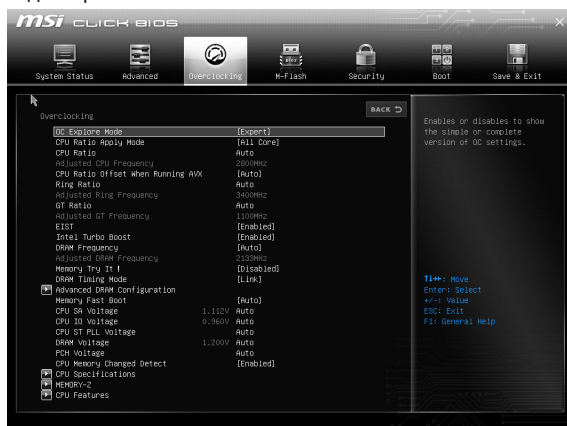 msi CLICK BIOS
System Status Advanced Overclocking M-Flash Security Boot Save & Exit
Overclocking
BACK
OC Explore Mode [Expert]
CPU Ratio Apply Mode [All Core]
CPU Ratio Auto
Adjusted CPU Frequency 2800MHz
CPU Ratio Offset When Running AVX [Auto]
Ring Ratio Auto
Adjusted Ring Frequency 3400MHz
GT Ratio Auto
Adjusted GT Frequency 1100MHz
EIST [Enabled]
Intel Turbo Boost [Enabled]
DRAM Frequency [Auto]
Adjusted DRAM Frequency 2133MHz
Memory Try It ! [Disabled]
DRAM Timing Mode [Link]
Advanced DRAM Configuration
Memory Fast Boot [Auto]
CPU SA Voltage 1.112V Auto
CPU IO Voltage 0.960V Auto
CPU ST PLL Voltage Auto
DRAM Voltage 1.200V Auto
PCH Voltage Auto
CPU Memory Changed Detect [Enabled]
CPU Specifications
MEMORY-Z
CPU Features
Enables or disables to show
the simple or complete
version of OC settings.
↑↓→←: Move
Enter: Select
+/-: Value
ESC: Exit
F1: General Help